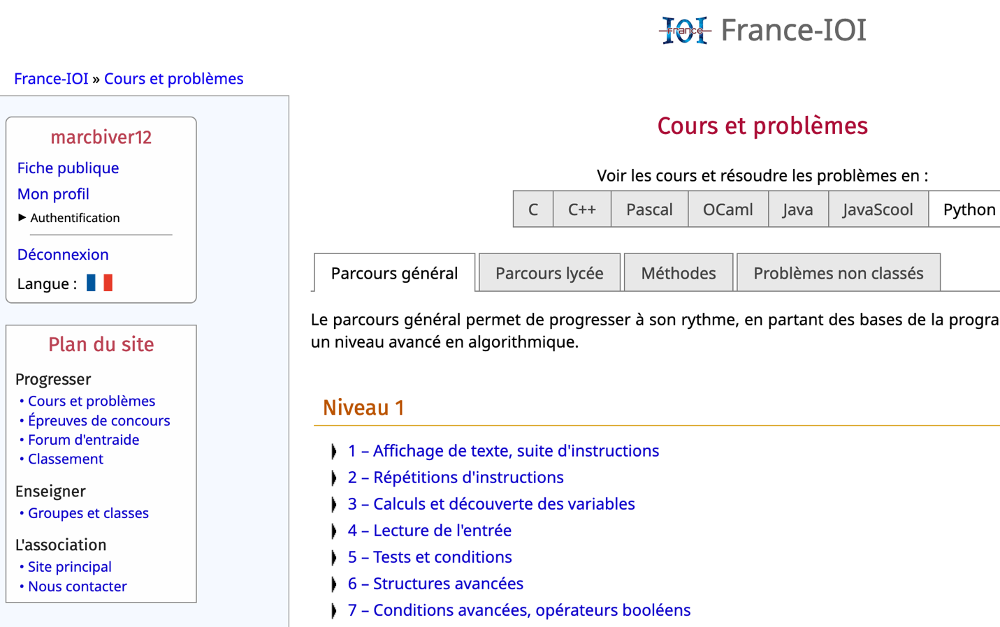 IOI
france
France-IOI
France-IOI » Cours et problèmes
marcbiver12
Fiche publique
Mon profil
Authentification
Déconnexion
Langue :
Plan du site
Progresser
• Cours et problèmes
• Épreuves de concours
• Forum d'entraide
• Classement
Enseigner
• Groupes et classes
L'association
• Site principal
• Nous contacter
Cours et problèmes
Voir les cours et résoudre les problèmes en :
C C++ Pascal OCaml Java JavaScool Python
Parcours général Parcours lycée Méthodes Problèmes non classés
Le parcours général permet de progresser à son rythme, en partant des bases de la progra
un niveau avancé en algorithmique.
Niveau 1
1 – Affichage de texte, suite d'instructions
2 – Répétitions d'instructions
3 – Calculs et découverte des variables
4 – Lecture de l'entrée
5 – Tests et conditions
6 – Structures avancées
7 – Conditions avancées, opérateurs booléens